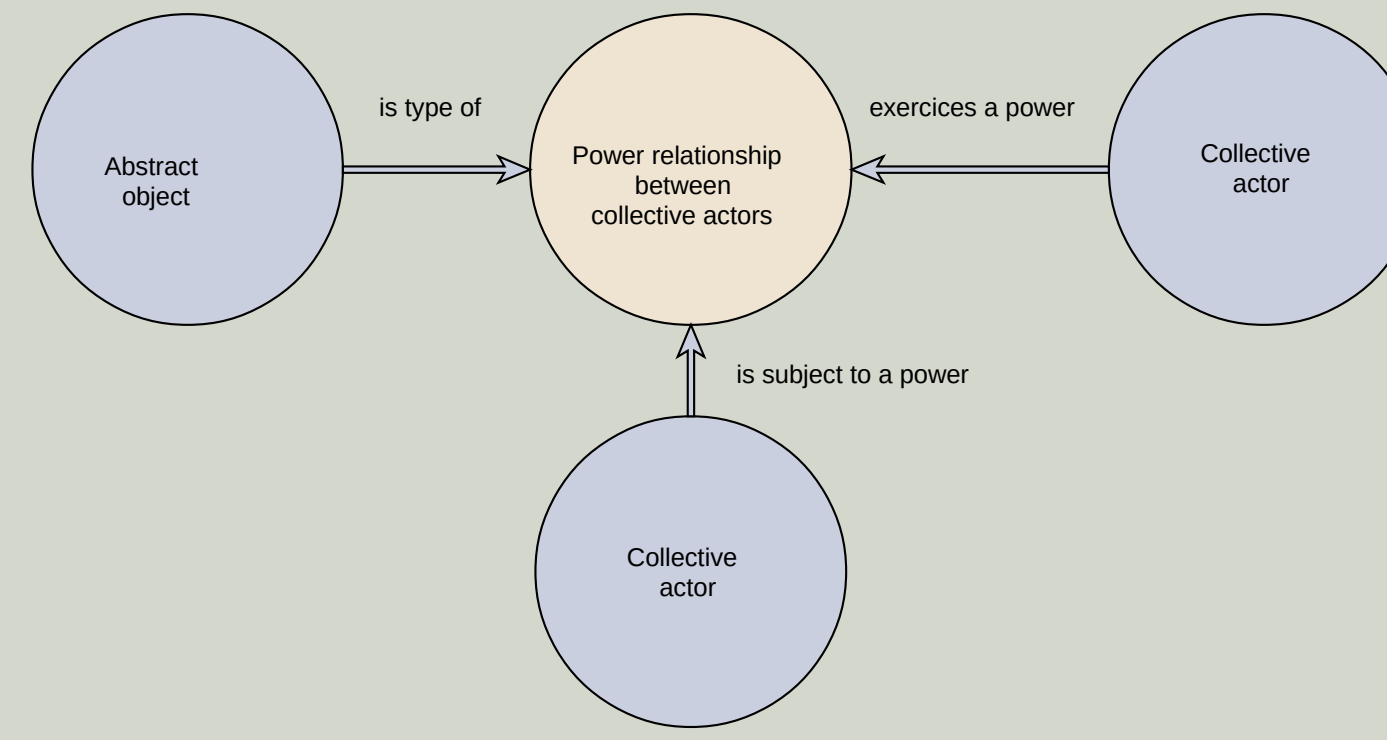 is type of
exercices a power
Abstract
object
Power relationship
between
collective actors
Collective
actor
is subject to a power
Collective
actor